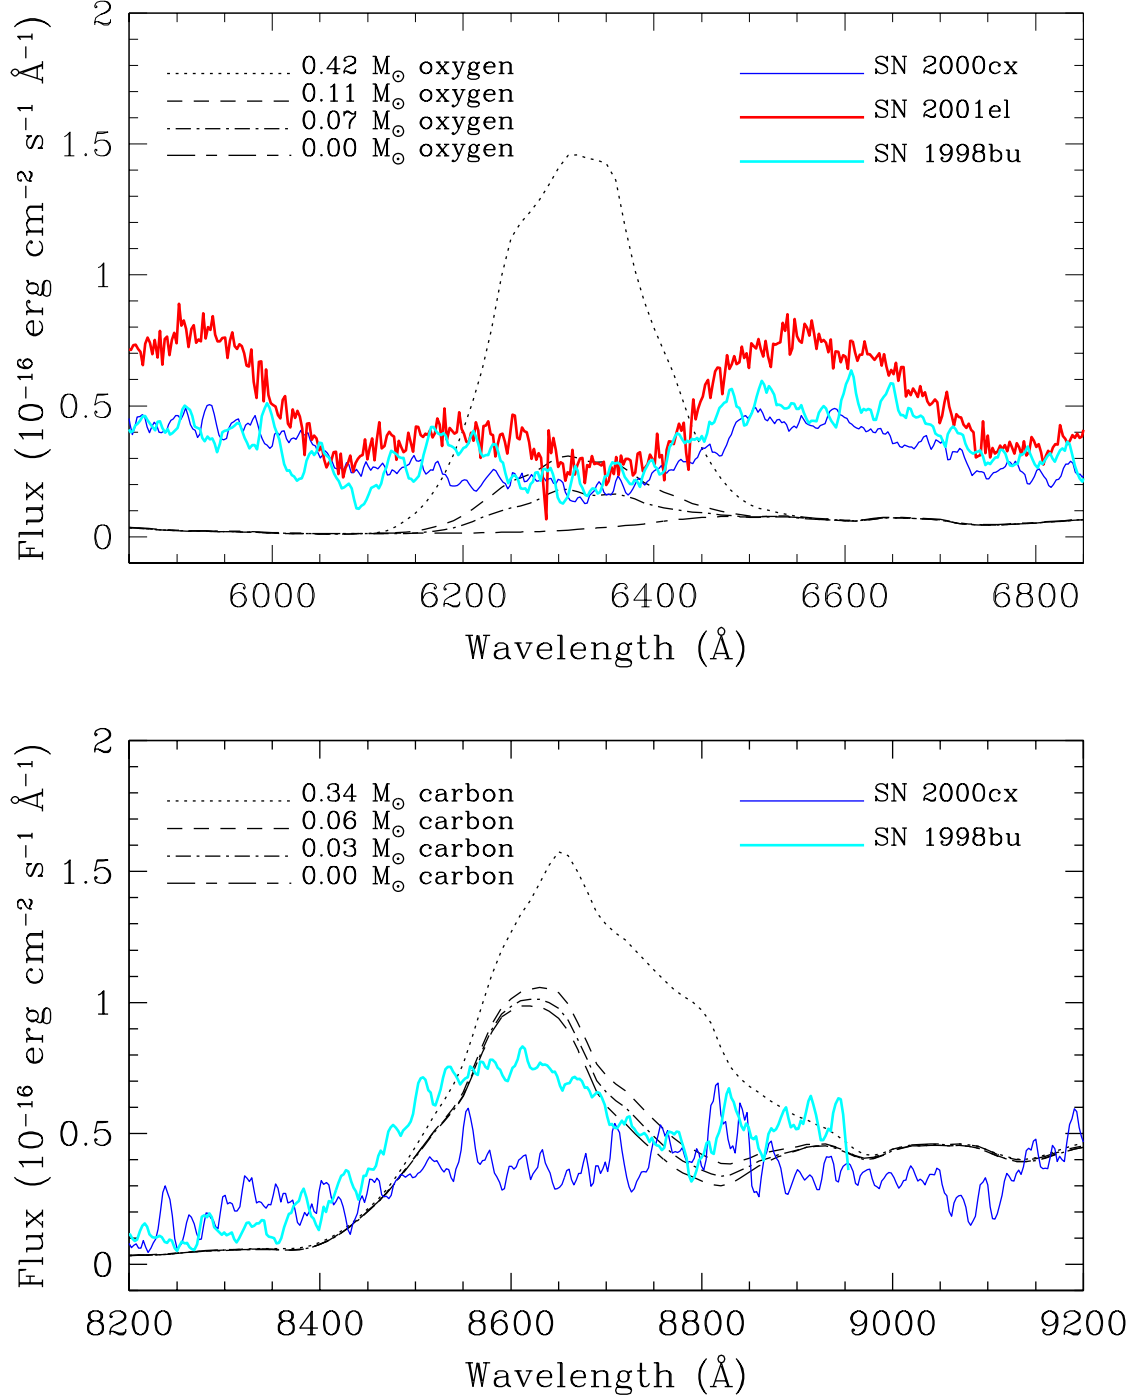 2
1.5
1
0.5
0
Flux (10⁻¹⁶ erg cm⁻² s⁻¹ Å⁻¹)
0.42 M☉ oxygen
0.11 M☉ oxygen
0.07 M☉ oxygen
0.00 M☉ oxygen
SN 2000cx
SN 2001el
SN 1998bu
6000 6200 6400 6600 6800
Wavelength (Å)
2
1.5
1
0.5
0
Flux (10⁻¹⁶ erg cm⁻² s⁻¹ Å⁻¹)
0.34 M☉ carbon
0.06 M☉ carbon
0.03 M☉ carbon
0.00 M☉ carbon
SN 2000cx
SN 1998bu
8200 8400 8600 8800 9000 9200
Wavelength (Å)